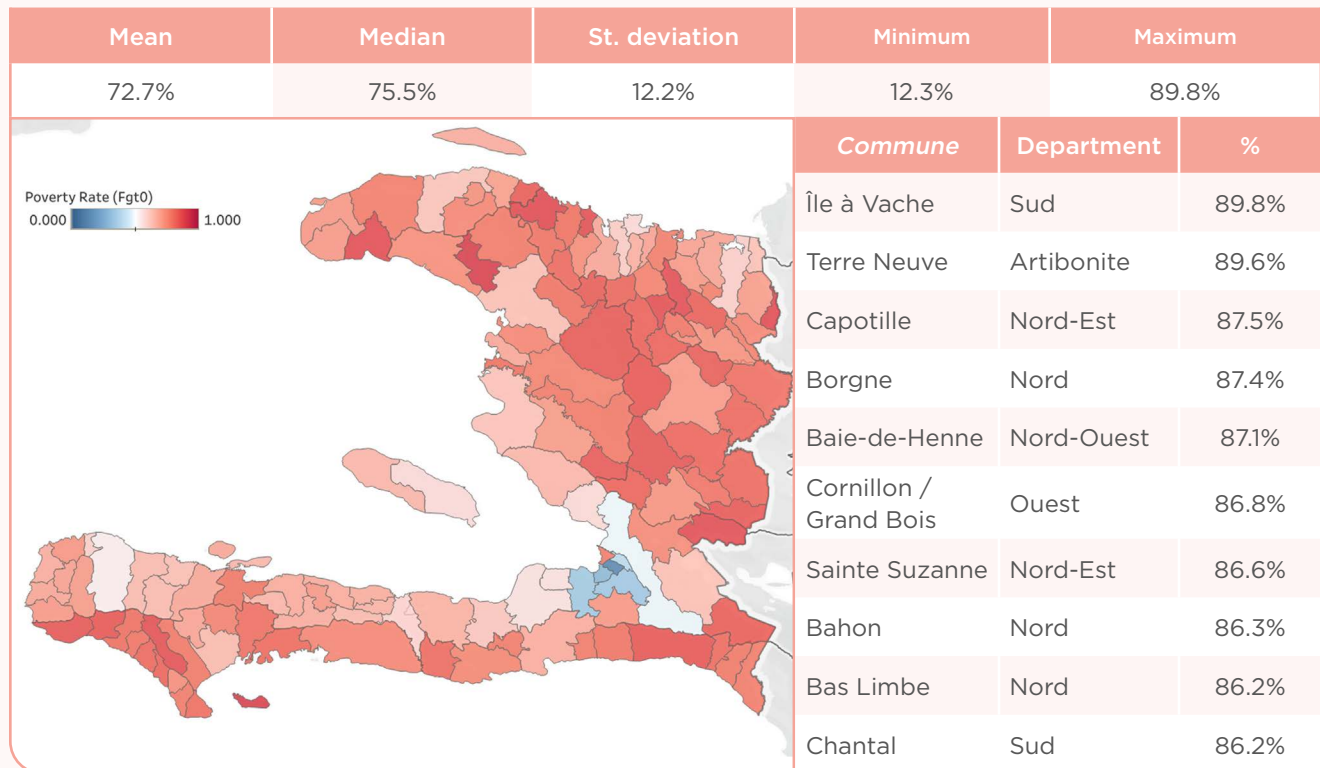 Mean Median St. deviation Minimum Maximum
72.7% 75.5% 12.2% 12.3% 89.8%
Poverty Rate (Fgt0)
0.000 1.000
Commune Department %
Île à Vache Sud 89.8%
Terre Neuve Artibonite 89.6%
Capotille Nord-Est 87.5%
Borgne Nord 87.4%
Baie-de-Henne Nord-Ouest 87.1%
Cornillon /
Grand Bois Ouest 86.8%
Sainte Suzanne Nord-Est 86.6%
Bahon Nord 86.3%
Bas Limbe Nord 86.2%
Chantal Sud 86.2%